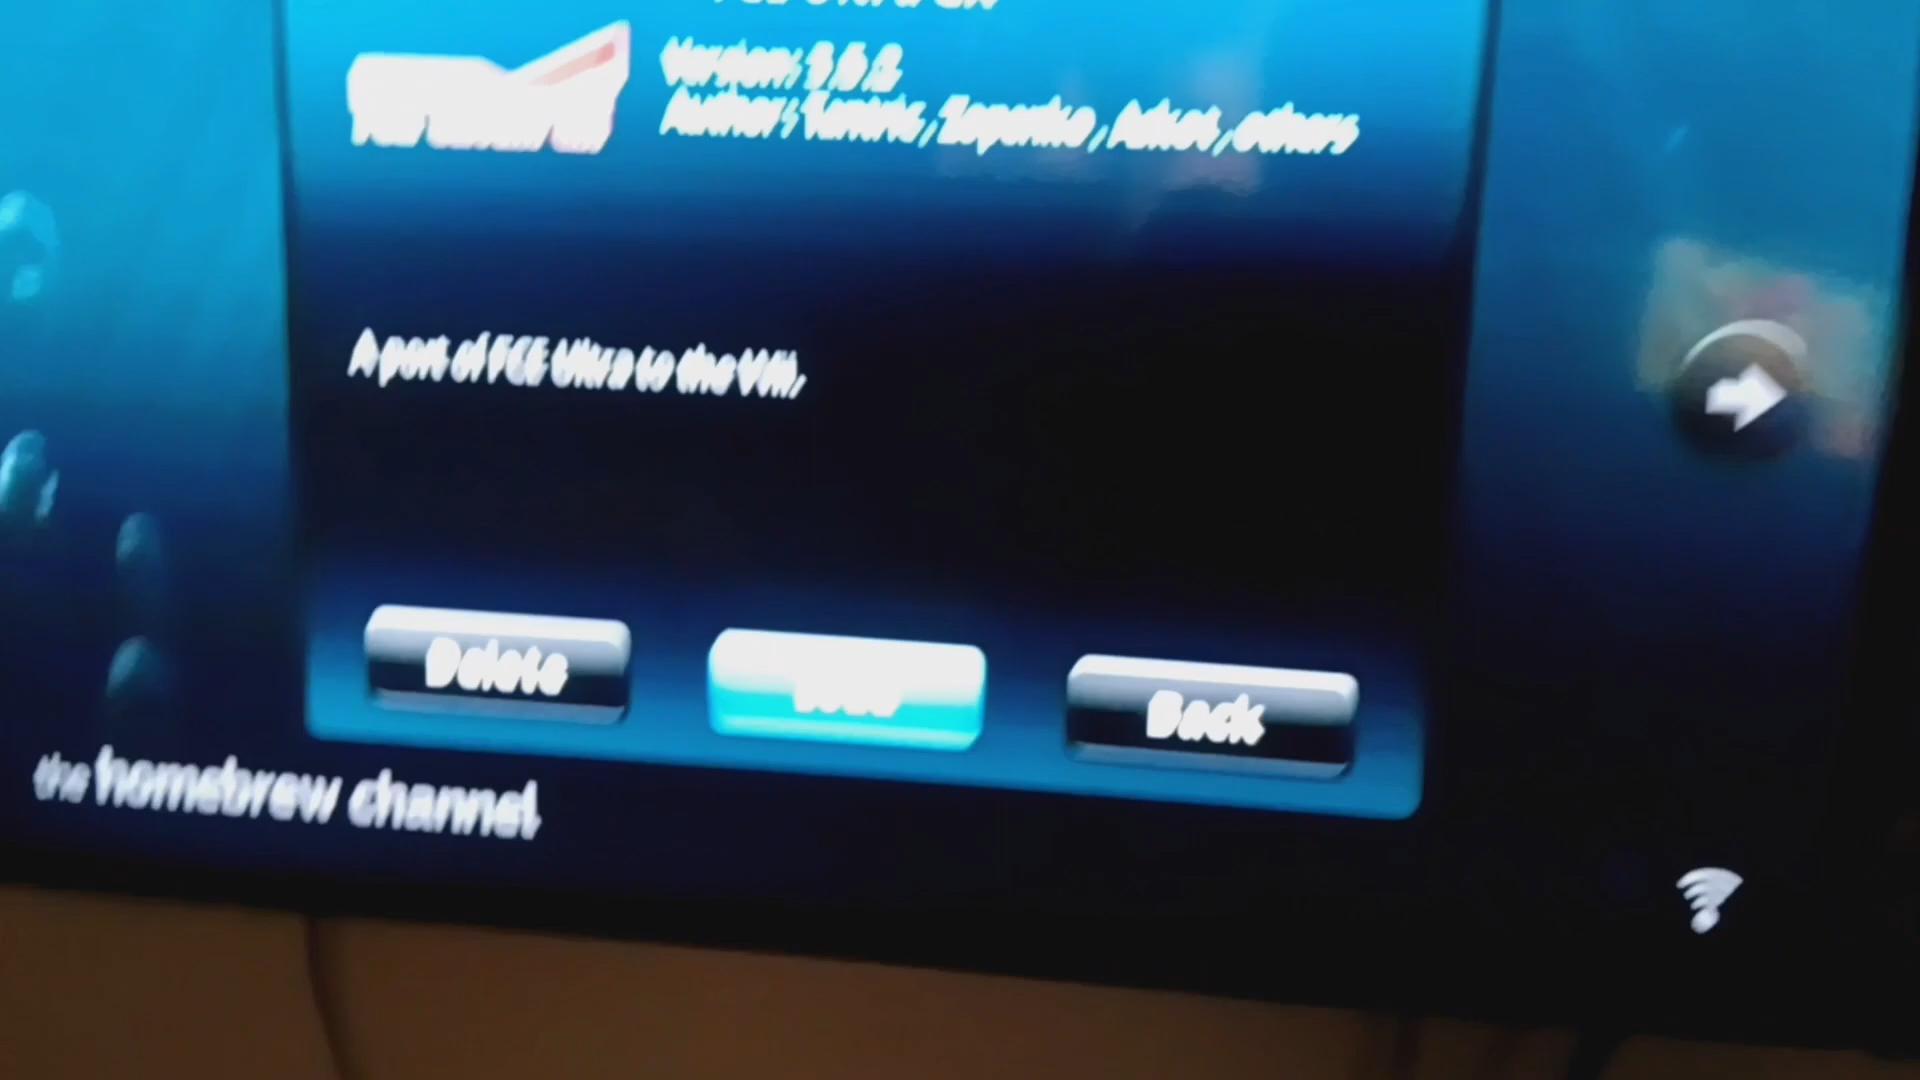 Version: 3.5.2
Author: Tantric, Zopenko, Askot, others
A port of FCE Ultra to the Wii.
Delete
Load
Back
the homebrew channel